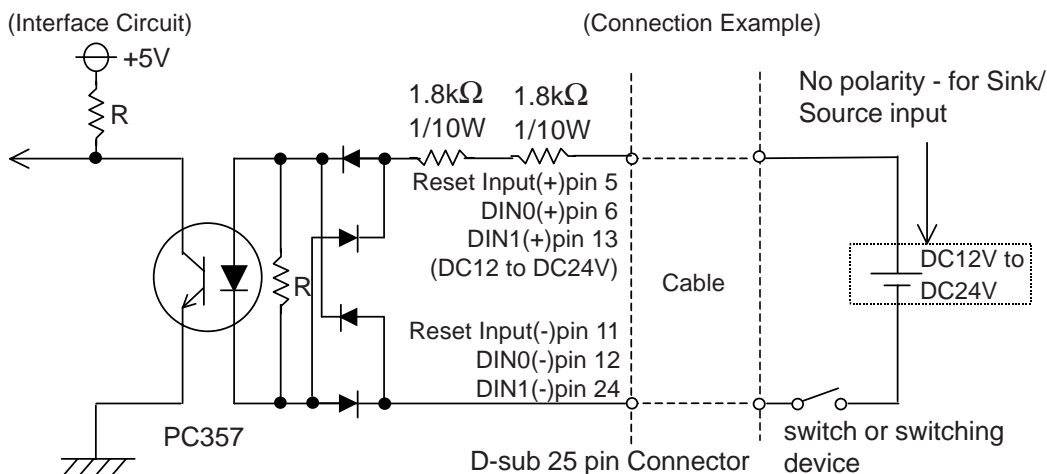 (Interface Circuit)
(Connection Example)
+5V
R
1.8kΩ
1/10W
1.8kΩ
1/10W
No polarity - for Sink/
Source input
Reset Input(+)pin 5
DIN0(+)pin 6
DIN1(+)pin 13
(DC12 to DC24V)
R
Cable
DC12V to
DC24V
Reset Input(-)pin 11
DIN0(-)pin 12
DIN1(-)pin 24
PC357
switch or switching
device
D-sub 25 pin Connector